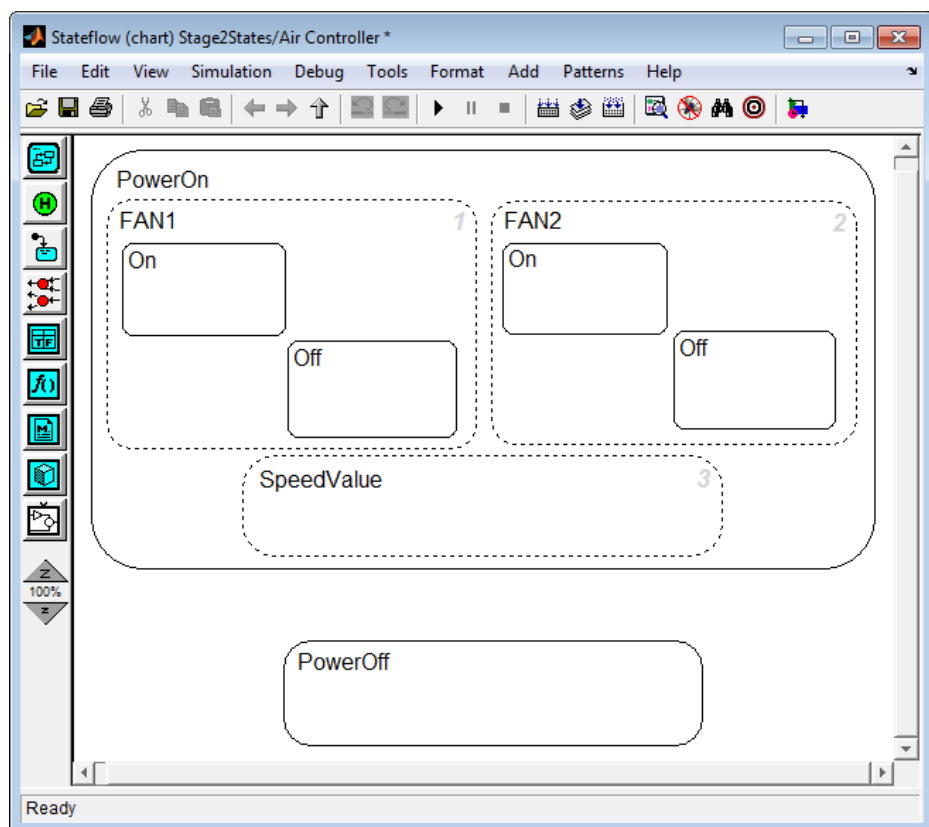 Stateflow (chart) Stage2States/Air Controller *
File Edit View Simulation Debug Tools Format Add Patterns Help
PowerOn
FAN1 1 FAN2 2
On On
Off Off
SpeedValue 3
PowerOff
H
TF
f()
M
Z
100%
z
Ready